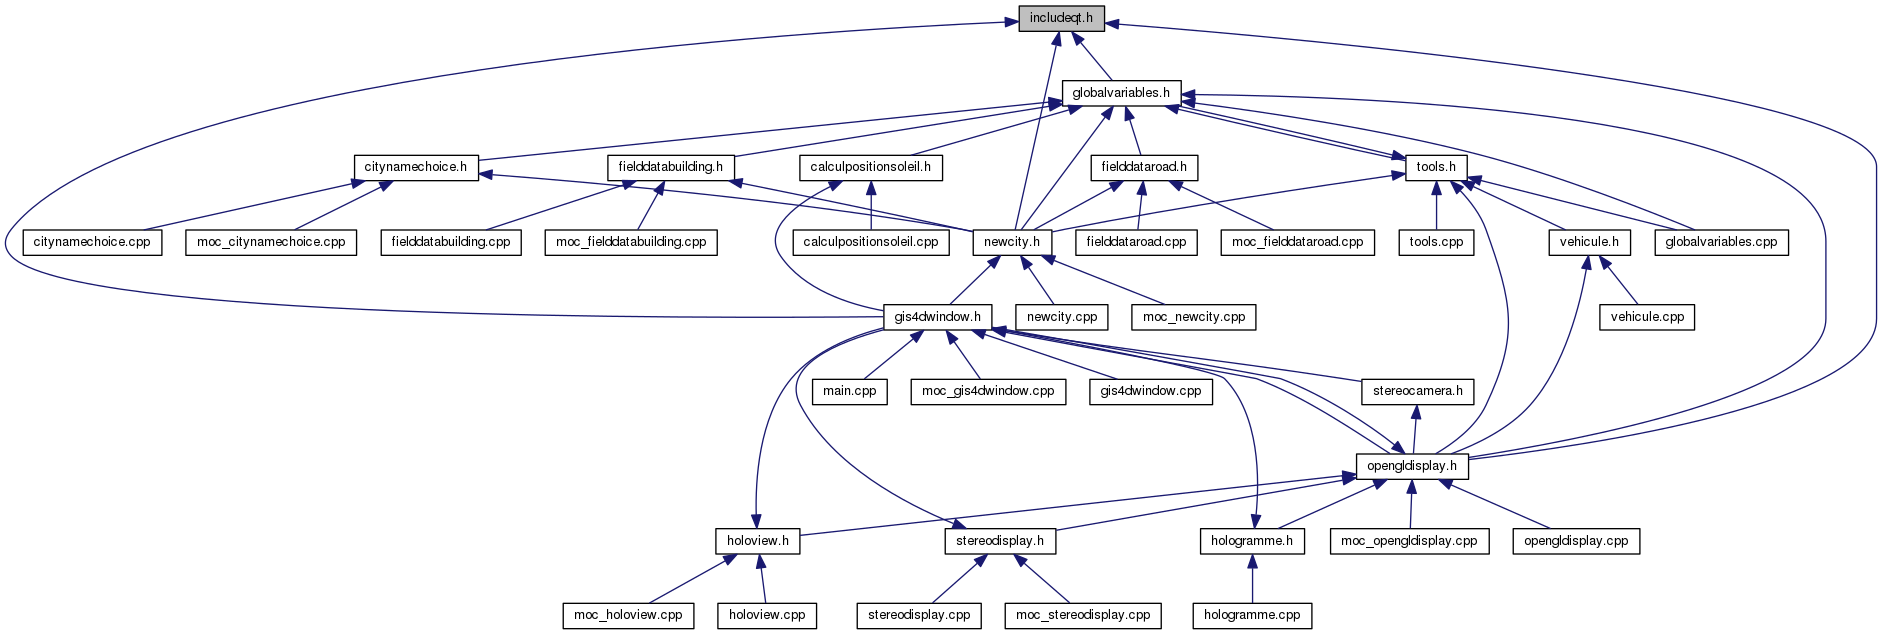 includeqt.h
globalvariables.h
citynamechoice.h
fielddatabuilding.h
calculpositionsoleil.h
fielddataroad.h
tools.h
citynamechoice.cpp
moc_citynamechoice.cpp
fielddatabuilding.cpp
moc_fielddatabuilding.cpp
calculpositionsoleil.cpp
newcity.h
fielddataroad.cpp
moc_fielddataroad.cpp
tools.cpp
vehicule.h
globalvariables.cpp
gis4dwindow.h
newcity.cpp
moc_newcity.cpp
vehicule.cpp
main.cpp
moc_gis4dwindow.cpp
gis4dwindow.cpp
stereocamera.h
opengldisplay.h
holoview.h
stereodisplay.h
hologramme.h
moc_opengldisplay.cpp
opengldisplay.cpp
moc_holoview.cpp
holoview.cpp
stereodisplay.cpp
moc_stereodisplay.cpp
hologramme.cpp